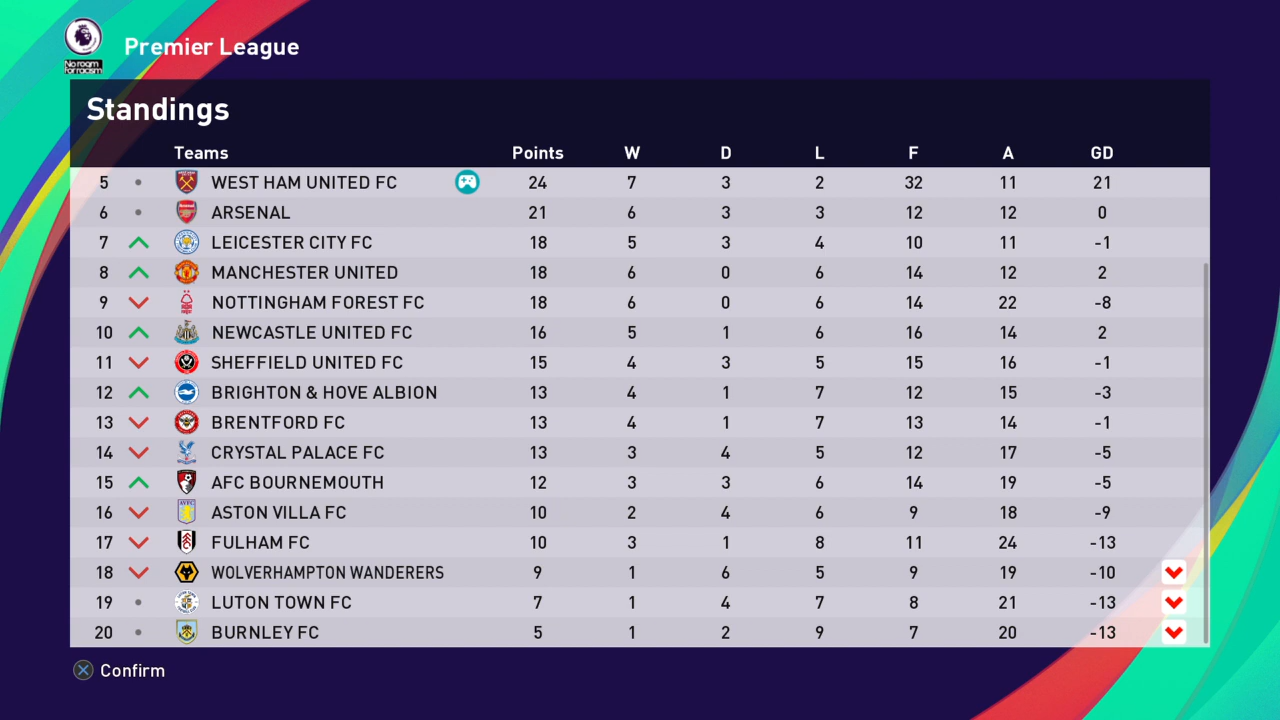 Premier League
No room for racism
Standings
Teams Points W D L F A GD
5 WEST HAM UNITED FC 24 7 3 2 32 11 21
6 ARSENAL 21 6 3 3 12 12 0
7 LEICESTER CITY FC 18 5 3 4 10 11 -1
8 MANCHESTER UNITED 18 6 0 6 14 12 2
9 NOTTINGHAM FOREST FC 18 6 0 6 14 22 -8
10 NEWCASTLE UNITED FC 16 5 1 6 16 14 2
11 SHEFFIELD UNITED FC 15 4 3 5 15 16 -1
12 BRIGHTON & HOVE ALBION 13 4 1 7 12 15 -3
13 BRENTFORD FC 13 4 1 7 13 14 -1
14 CRYSTAL PALACE FC 13 3 4 5 12 17 -5
15 AFC BOURNEMOUTH 12 3 3 6 14 19 -5
16 ASTON VILLA FC 10 2 4 6 9 18 -9
17 FULHAM FC 10 3 1 8 11 24 -13
18 WOLVERHAMPTON WANDERERS 9 1 6 5 9 19 -10
19 LUTON TOWN FC 7 1 4 7 8 21 -13
20 BURNLEY FC 5 1 2 9 7 20 -13
Confirm